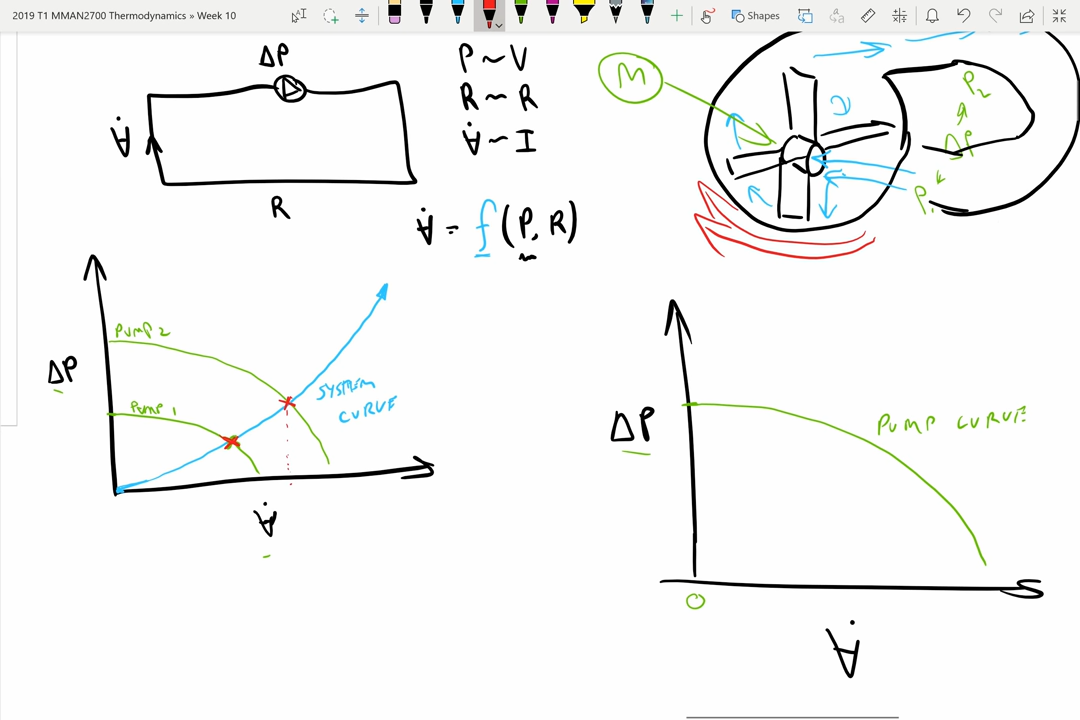 2019 T1 MMAN2700 Thermodynamics » Week 10
Shapes
ΔP
V̇
R
P ~ V
R ~ R
V̇ ~ I
V̇ = f(P, R)
M
P₂
ΔP
P₁
ΔP
PUMP 2
PUMP 1
SYSTEM
CURVE
V̇
ΔP
PUMP CURVE
0
V̇